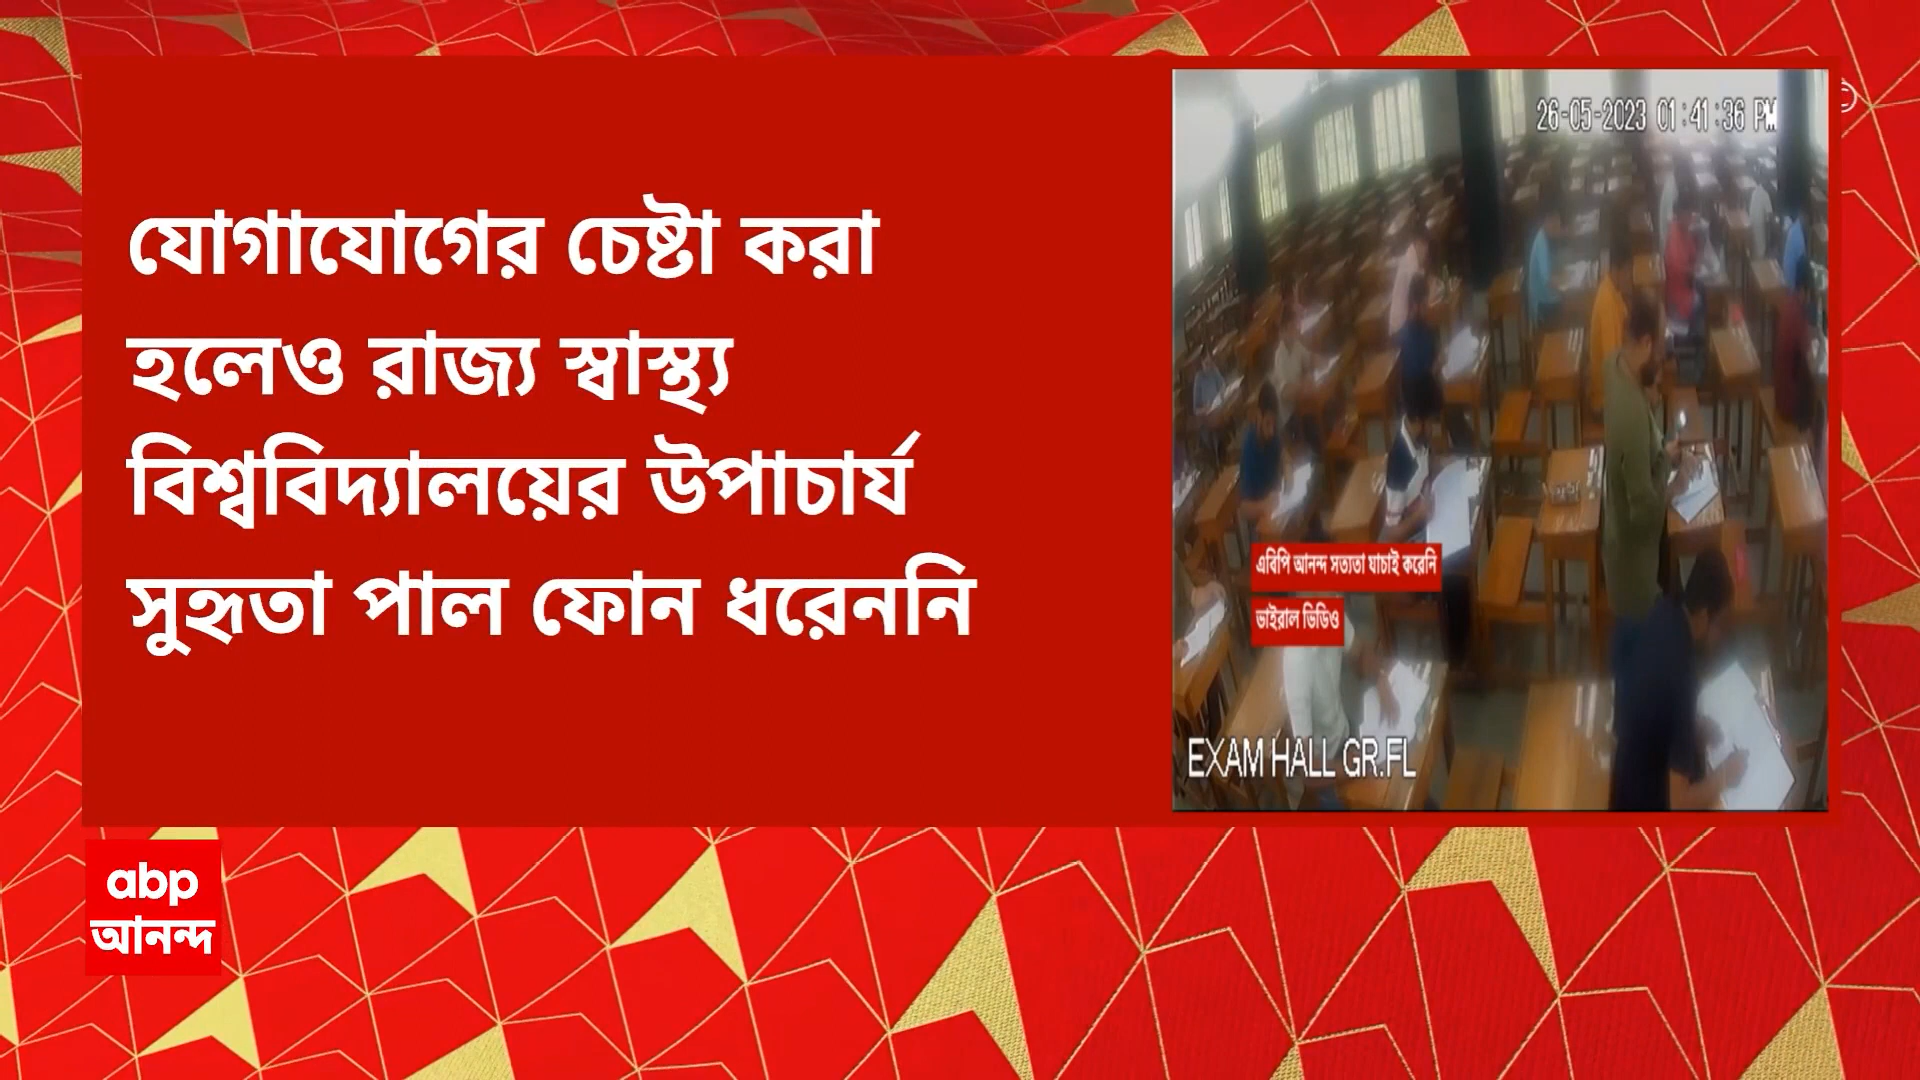 যোগাযোগের চেষ্টা করা
হলেও রাজ্য স্বাস্থ্য
বিশ্ববিদ্যালয়ের উপাচার্য
সুহৃতা পাল ফোন ধরেননি
26-05-2023 01:41:36 PM
এবিপি আনন্দ সত্যতা যাচাই করেনি
ভাইরাল ভিডিও
EXAM HALL GR.FL
abp
আনন্দ